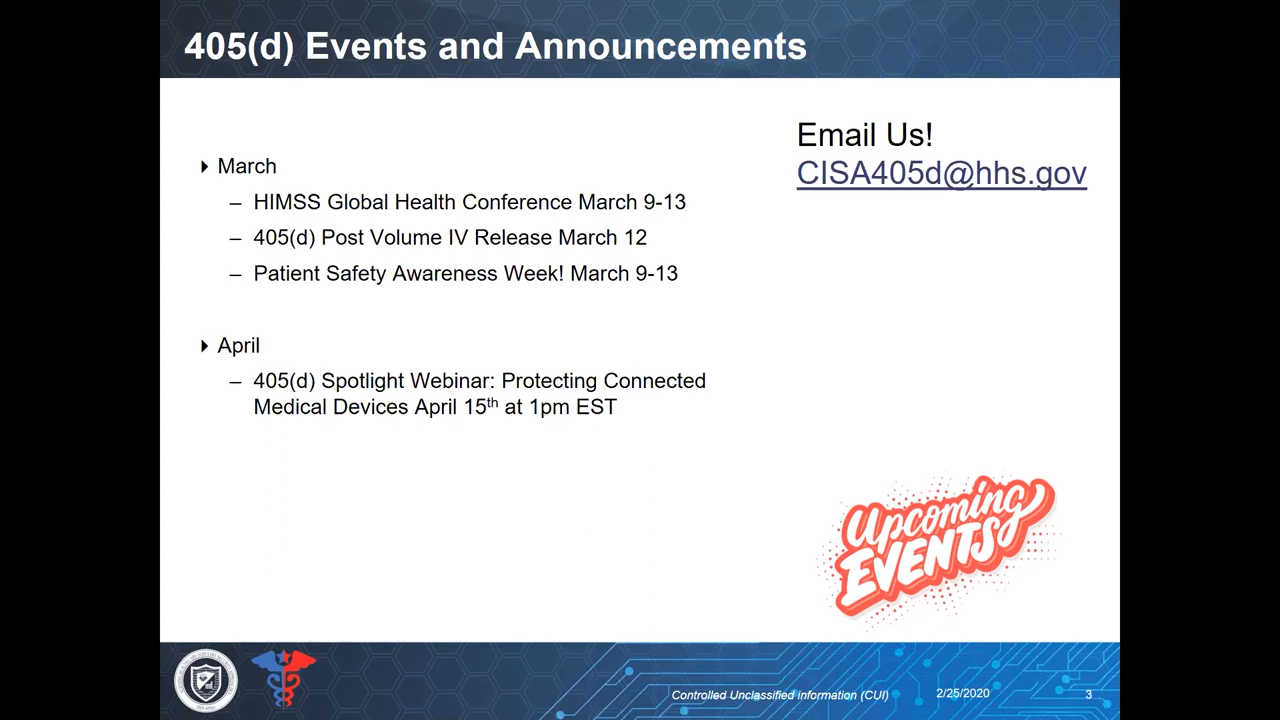 405(d) Events and Announcements
Email Us!
CISA405d@hhs.gov
March
– HIMSS Global Health Conference March 9-13
– 405(d) Post Volume IV Release March 12
– Patient Safety Awareness Week! March 9-13
April
– 405(d) Spotlight Webinar: Protecting Connected
Medical Devices April 15th at 1pm EST
Upcoming
EVENTS
Controlled Unclassified information (CUI)
2/25/2020
3